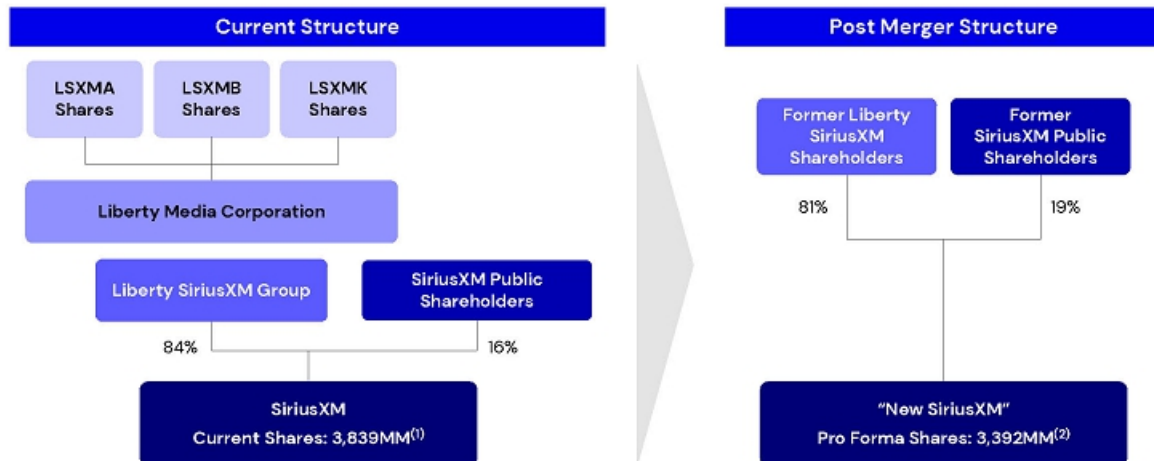 Current Structure
LSXMA
Shares
LSXMB
Shares
LSXMK
Shares
Liberty Media Corporation
Liberty SiriusXM Group
SiriusXM Public
Shareholders
84%
16%
SiriusXM
Current Shares: 3,839MM(1)
Post Merger Structure
Former Liberty
SiriusXM
Shareholders
Former
SiriusXM Public
Shareholders
81%
19%
“New SiriusXM”
Pro Forma Shares: 3,392MM(2)